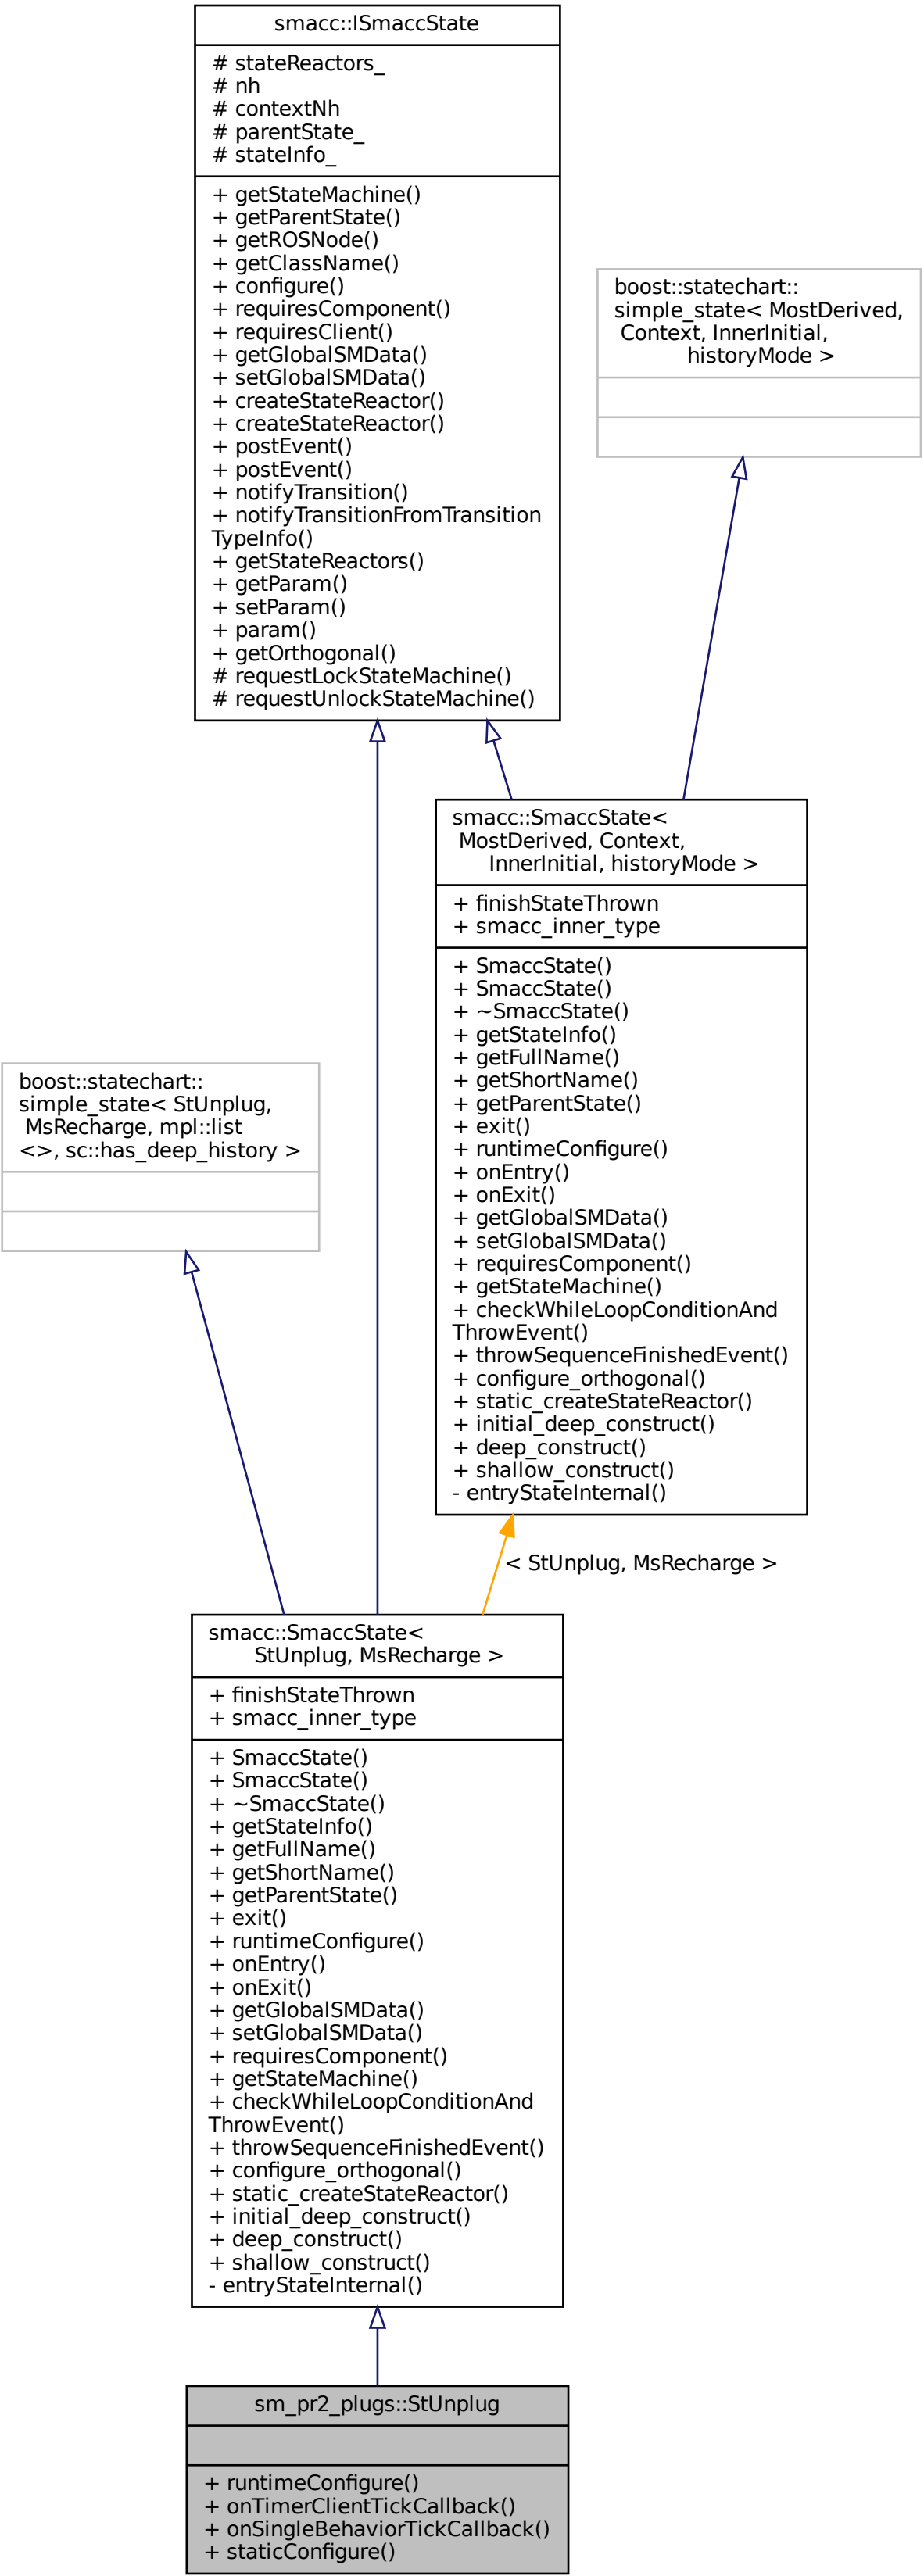 smacc::ISmaccState
# stateReactors_
# nh
# contextNh
# parentState_
# stateInfo_
+ getStateMachine()
+ getParentState()
+ getROSNode()
+ getClassName()
+ configure()
+ requiresComponent()
+ requiresClient()
+ getGlobalSMData()
+ setGlobalSMData()
+ createStateReactor()
+ createStateReactor()
+ postEvent()
+ postEvent()
+ notifyTransition()
+ notifyTransitionFromTransition
TypeInfo()
+ getStateReactors()
+ getParam()
+ setParam()
+ param()
+ getOrthogonal()
# requestLockStateMachine()
# requestUnlockStateMachine()
boost::statechart::
simple_state< MostDerived,
Context, InnerInitial,
historyMode >
smacc::SmaccState<
MostDerived, Context,
InnerInitial, historyMode >
+ finishStateThrown
+ smacc_inner_type
+ SmaccState()
+ SmaccState()
+ ~SmaccState()
+ getStateInfo()
+ getFullName()
+ getShortName()
+ getParentState()
+ exit()
+ runtimeConfigure()
+ onEntry()
+ onExit()
+ getGlobalSMData()
+ setGlobalSMData()
+ requiresComponent()
+ getStateMachine()
+ checkWhileLoopConditionAnd
ThrowEvent()
+ throwSequenceFinishedEvent()
+ configure_orthogonal()
+ static_createStateReactor()
+ initial_deep_construct()
+ deep_construct()
+ shallow_construct()
- entryStateInternal()
boost::statechart::
simple_state< StUnplug,
MsRecharge, mpl::list
<>, sc::has_deep_history >
< StUnplug, MsRecharge >
smacc::SmaccState<
StUnplug, MsRecharge >
+ finishStateThrown
+ smacc_inner_type
+ SmaccState()
+ SmaccState()
+ ~SmaccState()
+ getStateInfo()
+ getFullName()
+ getShortName()
+ getParentState()
+ exit()
+ runtimeConfigure()
+ onEntry()
+ onExit()
+ getGlobalSMData()
+ setGlobalSMData()
+ requiresComponent()
+ getStateMachine()
+ checkWhileLoopConditionAnd
ThrowEvent()
+ throwSequenceFinishedEvent()
+ configure_orthogonal()
+ static_createStateReactor()
+ initial_deep_construct()
+ deep_construct()
+ shallow_construct()
- entryStateInternal()
sm_pr2_plugs::StUnplug
+ runtimeConfigure()
+ onTimerClientTickCallback()
+ onSingleBehaviorTickCallback()
+ staticConfigure()